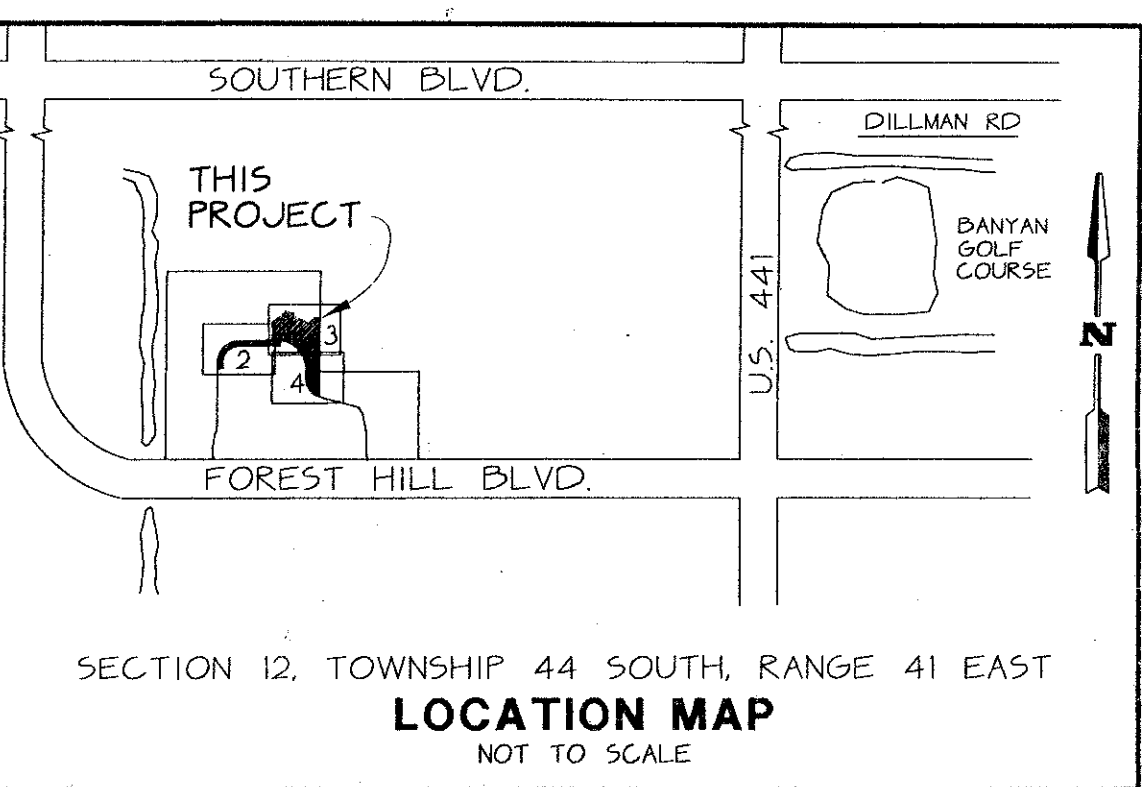 SOUTHERN BLVD.
DILLMAN RD
THIS
PROJECT
BANYAN
GOLF
COURSE
U.S. 441
N
3
2
4
FOREST HILL BLVD.
SECTION 12, TOWNSHIP 44 SOUTH, RANGE 41 EAST
LOCATION MAP
NOT TO SCALE